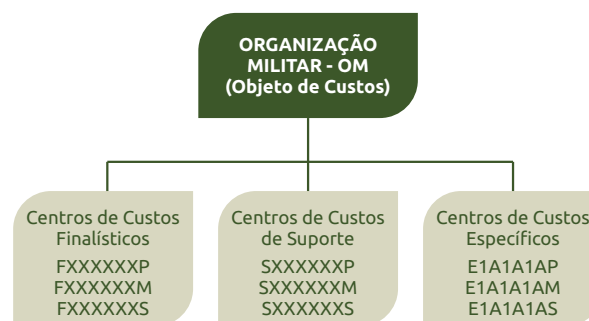 ORGANIZAÇÃO
MILITAR - OM
(Objeto de Custos)
Centros de Custos
Finalísticos
FXXXXXXP
FXXXXXXM
FXXXXXXS
Centros de Custos
de Suporte
SXXXXXXP
SXXXXXXM
SXXXXXXS
Centros de Custos
Específicos
E1A1A1AP
E1A1A1AM
E1A1A1AS